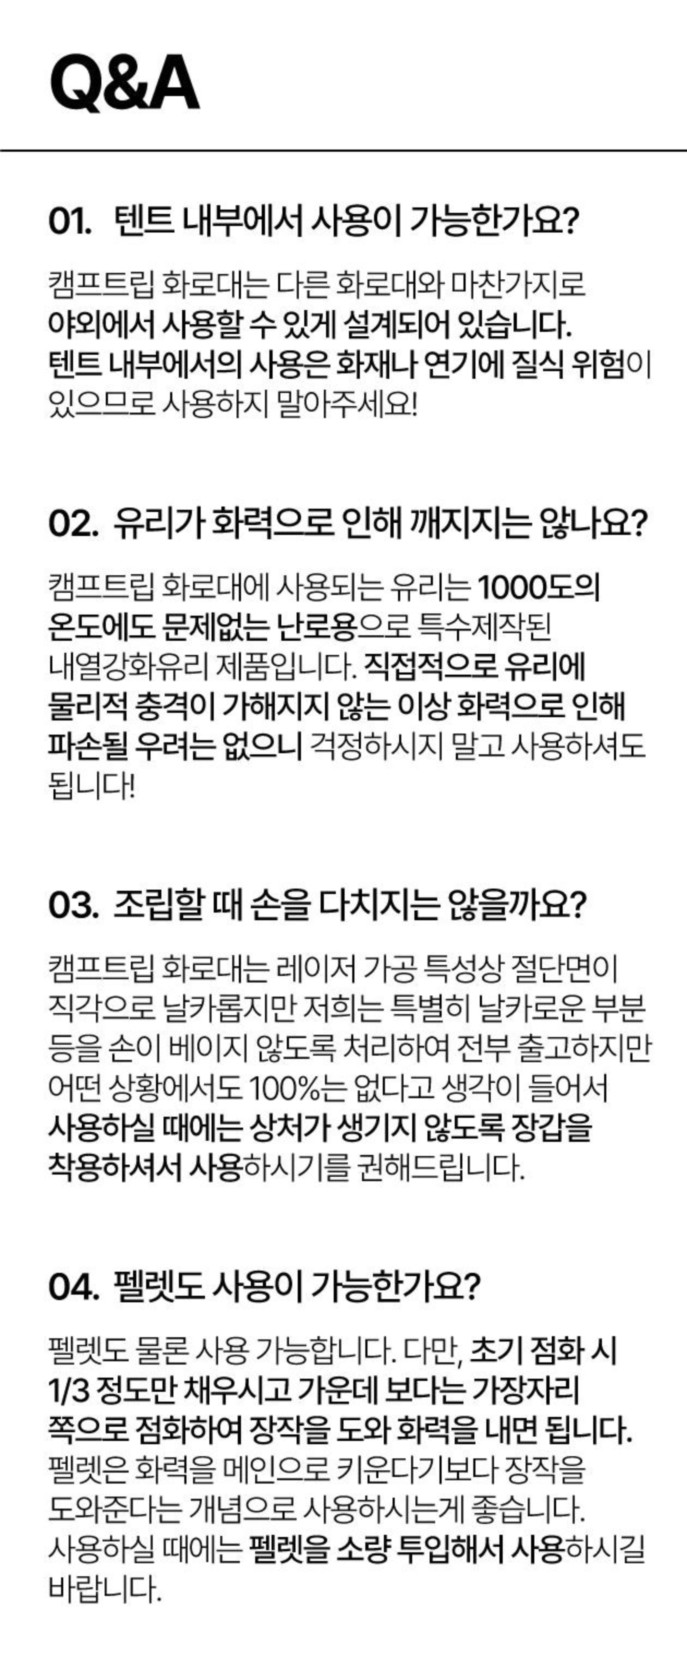 Q&A
01. 텐트 내부에서 사용이 가능한가요?
캠프트립 화로대는 다른 화로대와 마찬가지로
야외에서 사용할 수 있게 설계되어 있습니다.
텐트 내부에서의 사용은 화재나 연기에 질식 위험이
있으므로 사용하지 말아주세요!
02. 유리가 화력으로 인해 깨지지는 않나요?
캠프트립 화로대에 사용되는 유리는 1000도의
온도에도 문제없는 난로용으로 특수제작된
내열강화유리 제품입니다. 직접적으로 유리에
물리적 충격이 가해지지 않는 이상 화력으로 인해
파손될 우려는 없으니 걱정하시지 말고 사용하셔도
됩니다!
03. 조립할 때 손을 다치지는 않을까요?
캠프트립 화로대는 레이저 가공 특성상 절단면이
직각으로 날카롭지만 저희는 특별히 날카로운 부분
등을 손이 베이지 않도록 처리하여 전부 출고하지만
어떤 상황에서도 100%는 없다고 생각이 들어서
사용하실 때에는 상처가 생기지 않도록 장갑을
착용하셔서 사용하시기를 권해드립니다.
04. 펠렛도 사용이 가능한가요?
펠렛도 물론 사용 가능합니다. 다만, 초기 점화 시
1/3 정도만 채우시고 가운데 보다는 가장자리
쪽으로 점화하여 장작을 도와 화력을 내면 됩니다.
펠렛은 화력을 메인으로 키운다기보다 장작을
도와준다는 개념으로 사용하시는게 좋습니다.
사용하실 때에는 펠렛을 소량 투입해서 사용하시길
바랍니다.